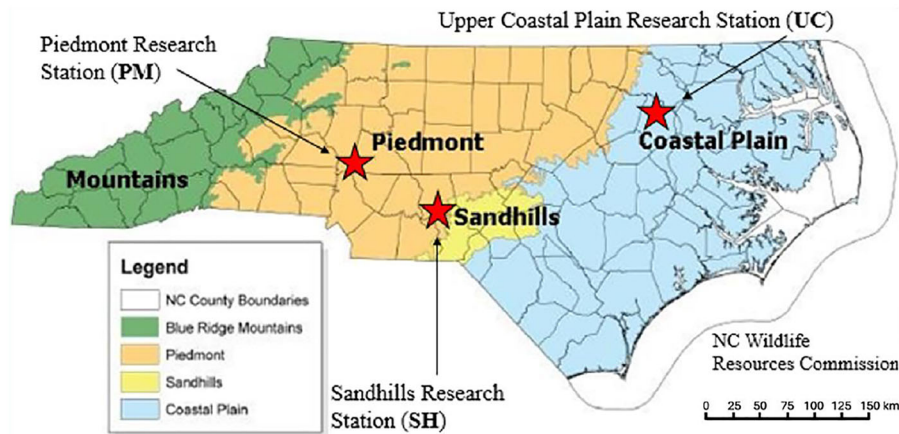 Upper Coastal Plain Research Station (UC)
Piedmont Research
Station (PM)
Piedmont
Coastal Plain
Mountains
Sandhills
Legend
NC County Boundaries
Blue Ridge Mountains
Piedmont
Sandhills
Coastal Plain
NC Wildlife
Resources Commission
Sandhills Research
Station (SH)
0 25 50 75 100 125 150 km